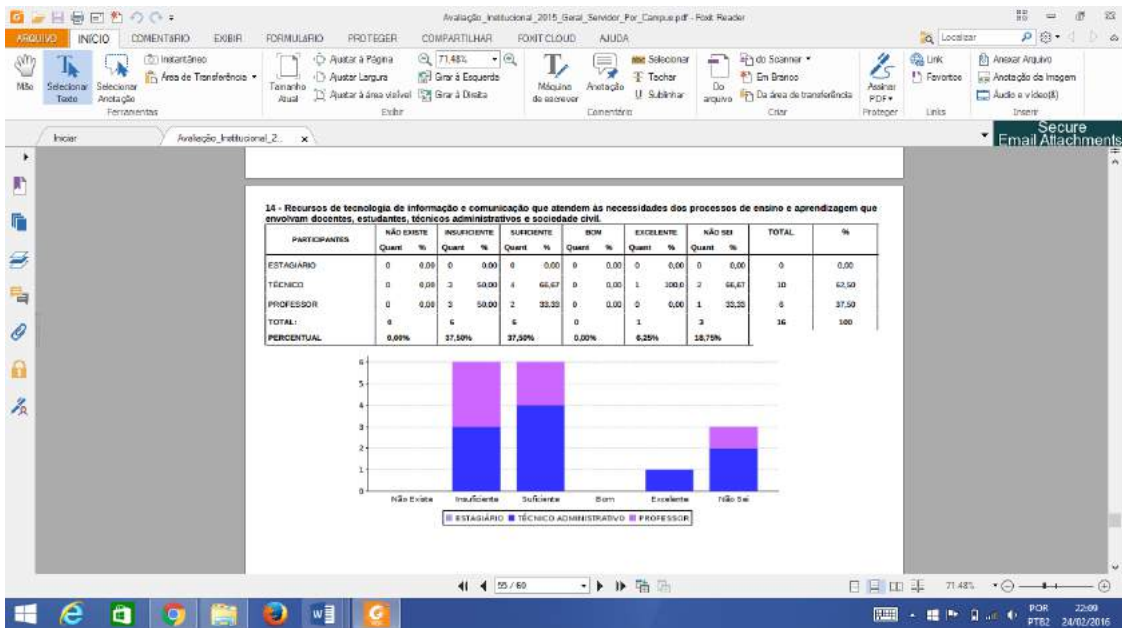 Avaliação_Institucional_2015_Geral_Servidor_Por_Campus.pdf - Foxit Reader
ARQUIVO INÍCIO COMENTÁRIO EXIBIR FORMULÁRIO PROTEGER COMPARTILHAR FOXIT CLOUD AJUDA Localizar
Mão
Selecionar Texto
Selecionar Anotação
Instantâneo
Área de Transferência
Ferramentas
Tamanho Atual
Ajustar à Página
Ajustar Largura
Ajustar à área visível
71,48%
Girar à Esquerda
Girar à Direita
Exibir
Máquina de escrever
Anotação
Selecionar
Tachar
Sublinhar
Comentário
Do arquivo
do Scanner
Em Branco
Da área de transferência
Criar
Assinar PDF
Proteger
Link
Favoritos
Links
Anexar Arquivo
Anotação da Imagem
Áudio e vídeo(R)
Inserir
Iniciar Avaliação_Institucional_2... x
Secure
Email Attachments
14 - Recursos de tecnologia de informação e comunicação que atendem às necessidades dos processos de ensino e aprendizagem que
envolvam docentes, estudantes, técnicos administrativos e sociedade civil.
PARTICIPANTES NÃO EXISTE INSUFICIENTE SUFICIENTE BOM EXCELENTE NÃO SEI TOTAL %
Quant % Quant % Quant % Quant % Quant % Quant %
ESTAGIÁRIO 0 0,00 0 0,00 0 0,00 0 0,00 0 0,00 0 0,00 0 0,00
TÉCNICO 0 0,00 3 50,00 4 66,67 0 0,00 1 100,0 2 66,67 10 62,50
PROFESSOR 0 0,00 3 50,00 2 33,33 0 0,00 0 0,00 1 33,33 6 37,50
TOTAL: 0 6 6 0 1 3 16 100
PERCENTUAL 0,00% 37,50% 37,50% 0,00% 6,25% 18,75%
6
5
4
3
2
1
0
Não Existe Insuficiente Suficiente Bom Excelente Não Sei
ESTAGIÁRIO TÉCNICO ADMINISTRATIVO PROFESSOR
55 / 60
71.48%
POR 22:09
PTB2 24/02/2016